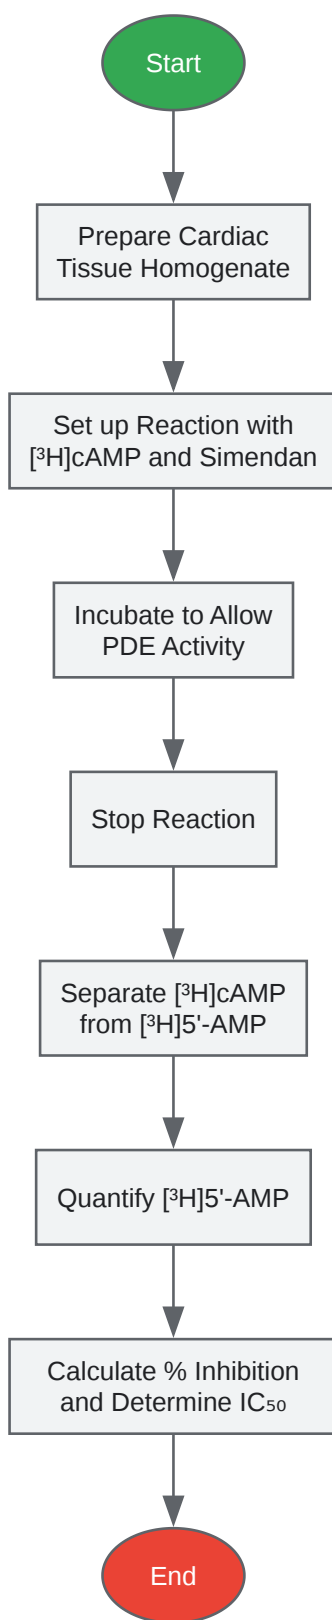 Start
Prepare Cardiac
Tissue Homogenate
Set up Reaction with
[³H]cAMP and Simendan
Incubate to Allow
PDE Activity
Stop Reaction
Separate [³H]cAMP
from [³H]5'-AMP
Quantify [³H]5'-AMP
Calculate % Inhibition
and Determine IC₅₀
End